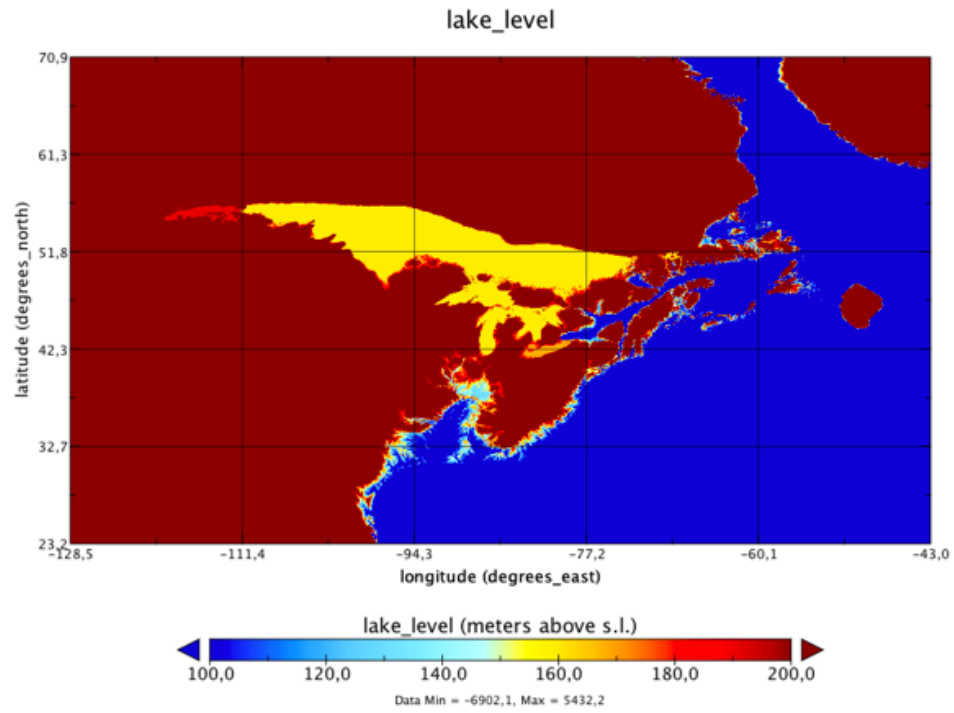 lake_level
70,9
61,3
51,8
42,3
32,7
23,2
latitude (degrees_north)
-128,5 -111,4 -94,3 -77,2 -60,1 -43,0
longitude (degrees_east)
lake_level (meters above s.l.)
100,0 120,0 140,0 160,0 180,0 200,0
Data Min = -6902,1, Max = 5432,2